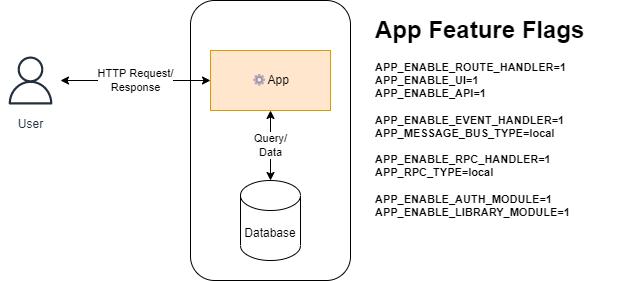 App Feature Flags
HTTP Request/
Response
App
User
Query/
Data
Database
APP_ENABLE_ROUTE_HANDLER=1
APP_ENABLE_UI=1
APP_ENABLE_API=1
APP_ENABLE_EVENT_HANDLER=1
APP_MESSAGE_BUS_TYPE=local
APP_ENABLE_RPC_HANDLER=1
APP_RPC_TYPE=local
APP_ENABLE_AUTH_MODULE=1
APP_ENABLE_LIBRARY_MODULE=1